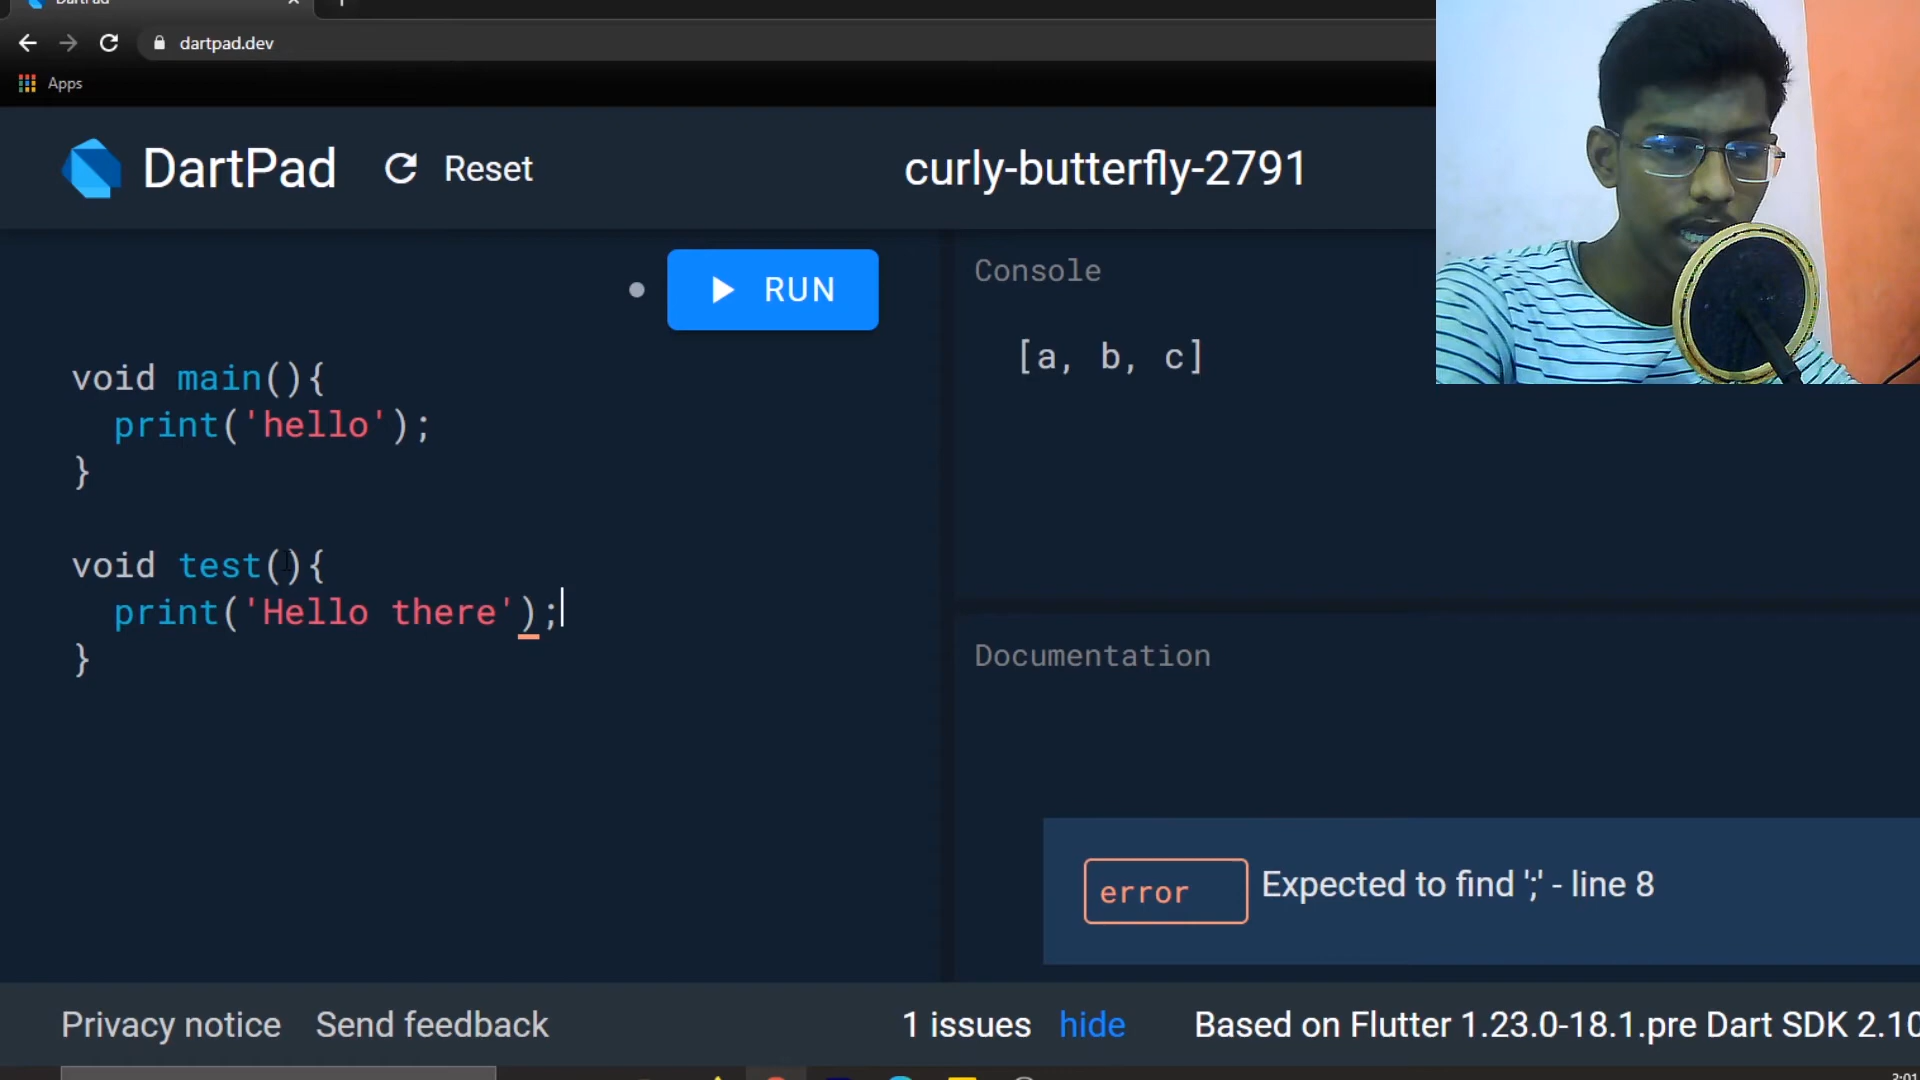 DartPad
dartpad.dev
Apps
DartPad
Reset
curly-butterfly-2791
RUN
Console
[a, b, c]
void main(){
print('hello');
}
void test(){
print('Hello there');
}
Documentation
error Expected to find ';' - line 8
Privacy notice
Send feedback
1 issues
hide
Based on Flutter 1.23.0-18.1.pre Dart SDK 2.10